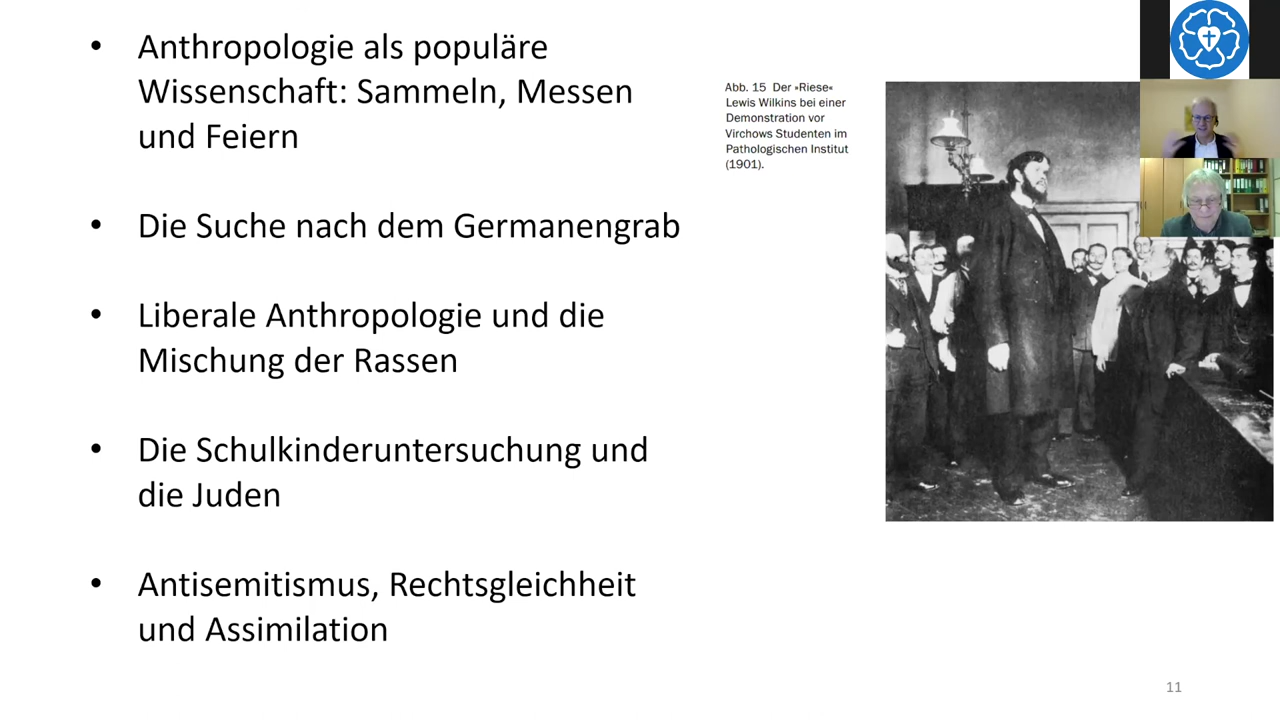 • Anthropologie als populäre
Wissenschaft: Sammeln, Messen
und Feiern
• Die Suche nach dem Germanengrab
• Liberale Anthropologie und die
Mischung der Rassen
• Die Schulkinderuntersuchung und
die Juden
• Antisemitismus, Rechtsgleichheit
und Assimilation
Abb. 15 Der »Riese«
Lewis Wilkins bei einer
Demonstration vor
Virchows Studenten im
Pathologischen Institut
(1901).
11